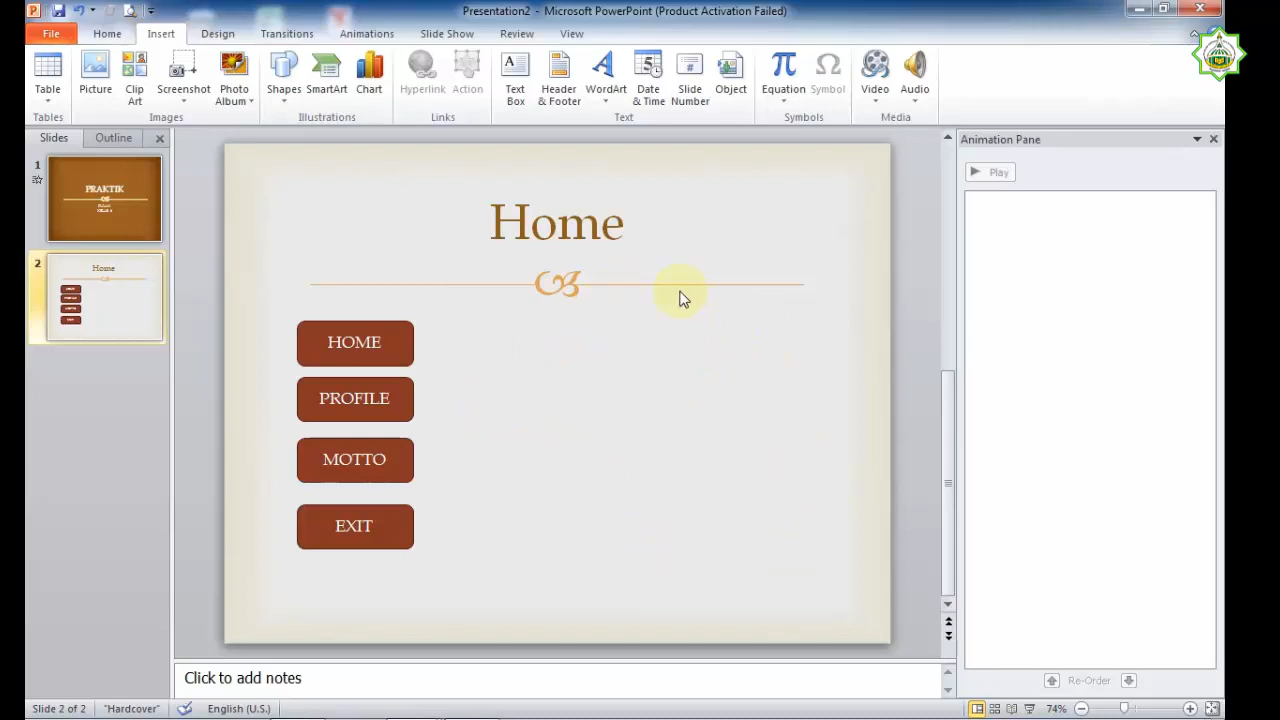 Presentation2 - Microsoft PowerPoint (Product Activation Failed)
File Home Insert Design Transitions Animations Slide Show Review View
Table Picture Clip Art Screenshot Photo Album Shapes SmartArt Chart Hyperlink Action Text Box Header & Footer WordArt Date & Time Slide Number Object Equation Symbol Video Audio
Tables Images Illustrations Links Text Symbols Media
Slides Outline
Animation Pane
Play
1
PRAKTIK
2
Home
Home
HOME
PROFILE
MOTTO
EXIT
Click to add notes
Re-Order
Slide 2 of 2 "Hardcover" English (U.S.) 74%